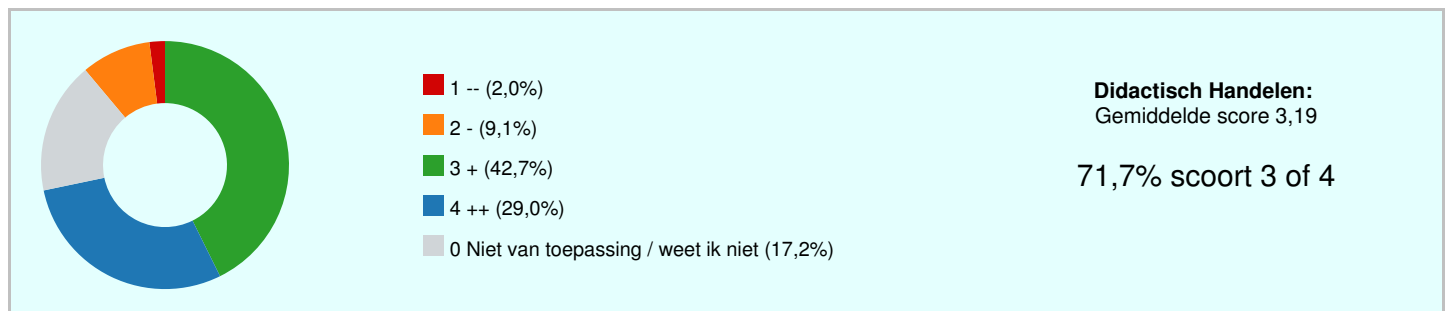 1 -- (2,0%)
2 - (9,1%)
3 + (42,7%)
4 ++ (29,0%)
0 Niet van toepassing / weet ik niet (17,2%)
Didactisch Handelen:
Gemiddelde score 3,19
71,7% scoort 3 of 4